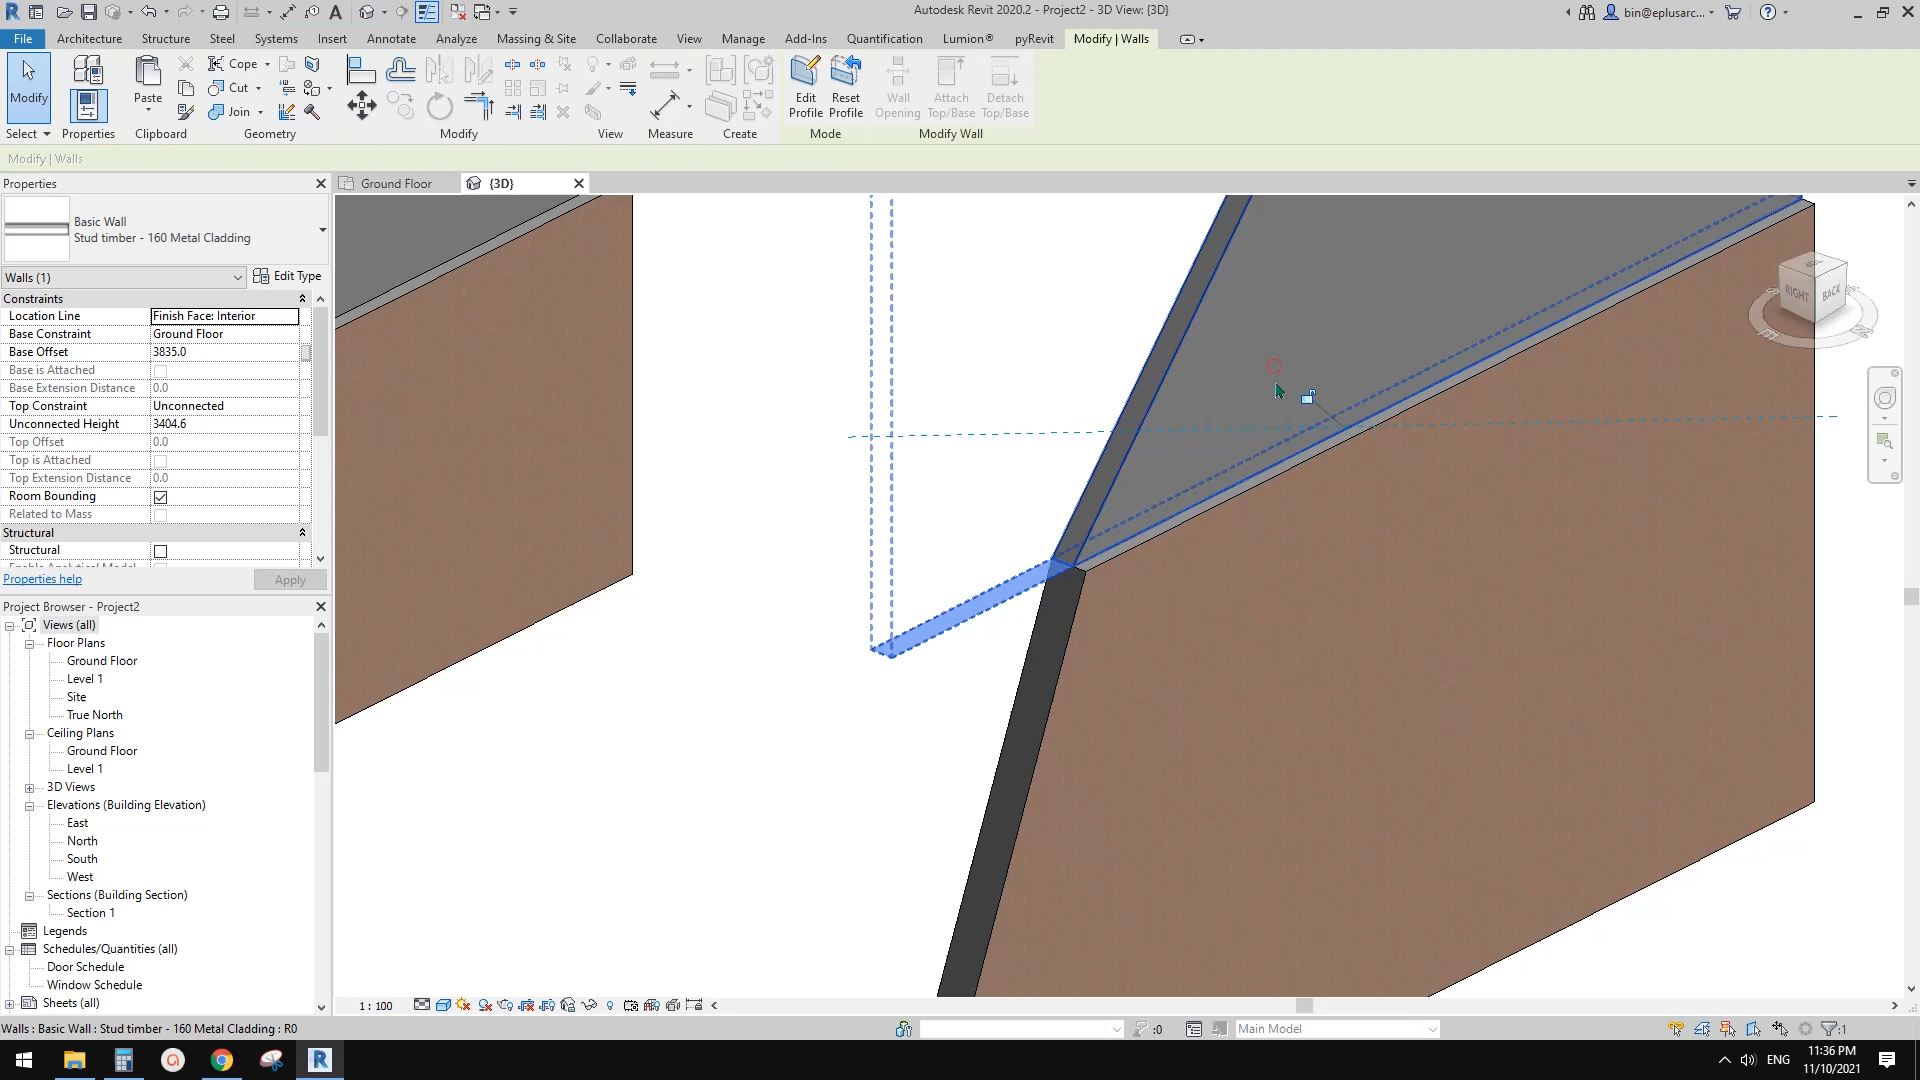 Autodesk Revit 2020.2 - Project2 - 3D View: {3D}
bin@eplusarc...
File Architecture Structure Steel Systems Insert Annotate Analyze Massing & Site Collaborate View Manage Add-Ins Quantification Lumion® pyRevit Modify | Walls
Modify
Paste
Cope
Cut
Join
Edit Profile
Reset Profile
Wall Opening
Attach Top/Base
Detach Top/Base
Select Properties Clipboard Geometry Modify View Measure Create Mode Modify Wall
Modify | Walls
Properties
Ground Floor
{3D}
Basic Wall
Stud timber - 160 Metal Cladding
Walls (1)
Edit Type
Constraints
Location Line Finish Face: Interior
Base Constraint Ground Floor
Base Offset 3835.0
Base is Attached
Base Extension Distance 0.0
Top Constraint Unconnected
Unconnected Height 3404.6
Top Offset 0.0
Top is Attached
Top Extension Distance 0.0
Room Bounding
Related to Mass
Structural
Structural
Properties help
Apply
Project Browser - Project2
Views (all)
Floor Plans
Ground Floor
Level 1
Site
True North
Ceiling Plans
Ground Floor
Level 1
3D Views
Elevations (Building Elevation)
East
North
South
West
Sections (Building Section)
Section 1
Legends
Schedules/Quantities (all)
Door Schedule
Window Schedule
Sheets (all)
RIGHT
BACK
1 : 100
Walls : Basic Wall : Stud timber - 160 Metal Cladding : R0
:0
Main Model
:1
ENG
11:36 PM
11/10/2021